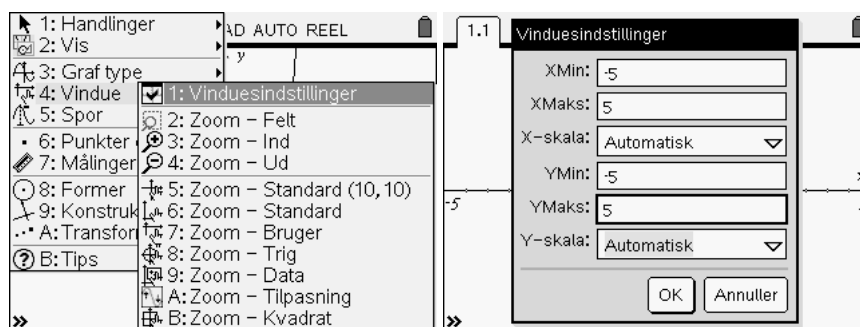 1: Handlinger
AD AUTO REEL
2: Vis
y
3: Graf type
4: Vindue
1: Vinduesindstillinger
5: Spor
2: Zoom – Felt
6: Punkter
3: Zoom – Ind
7: Målinger
4: Zoom – Ud
8: Former
5: Zoom – Standard (10,10)
9: Konstruk
6: Zoom – Standard
A: Transfor
7: Zoom – Bruger
8: Zoom – Trig
B: Tips
9: Zoom – Data
A: Zoom – Tilpasning
B: Zoom – Kvadrat
»
1.1
Vinduesindstillinger
XMin: -5
XMaks: 5
X-skala: Automatisk
YMin: -5
-5
YMaks: 5
Y-skala: Automatisk
OK Annuller
»